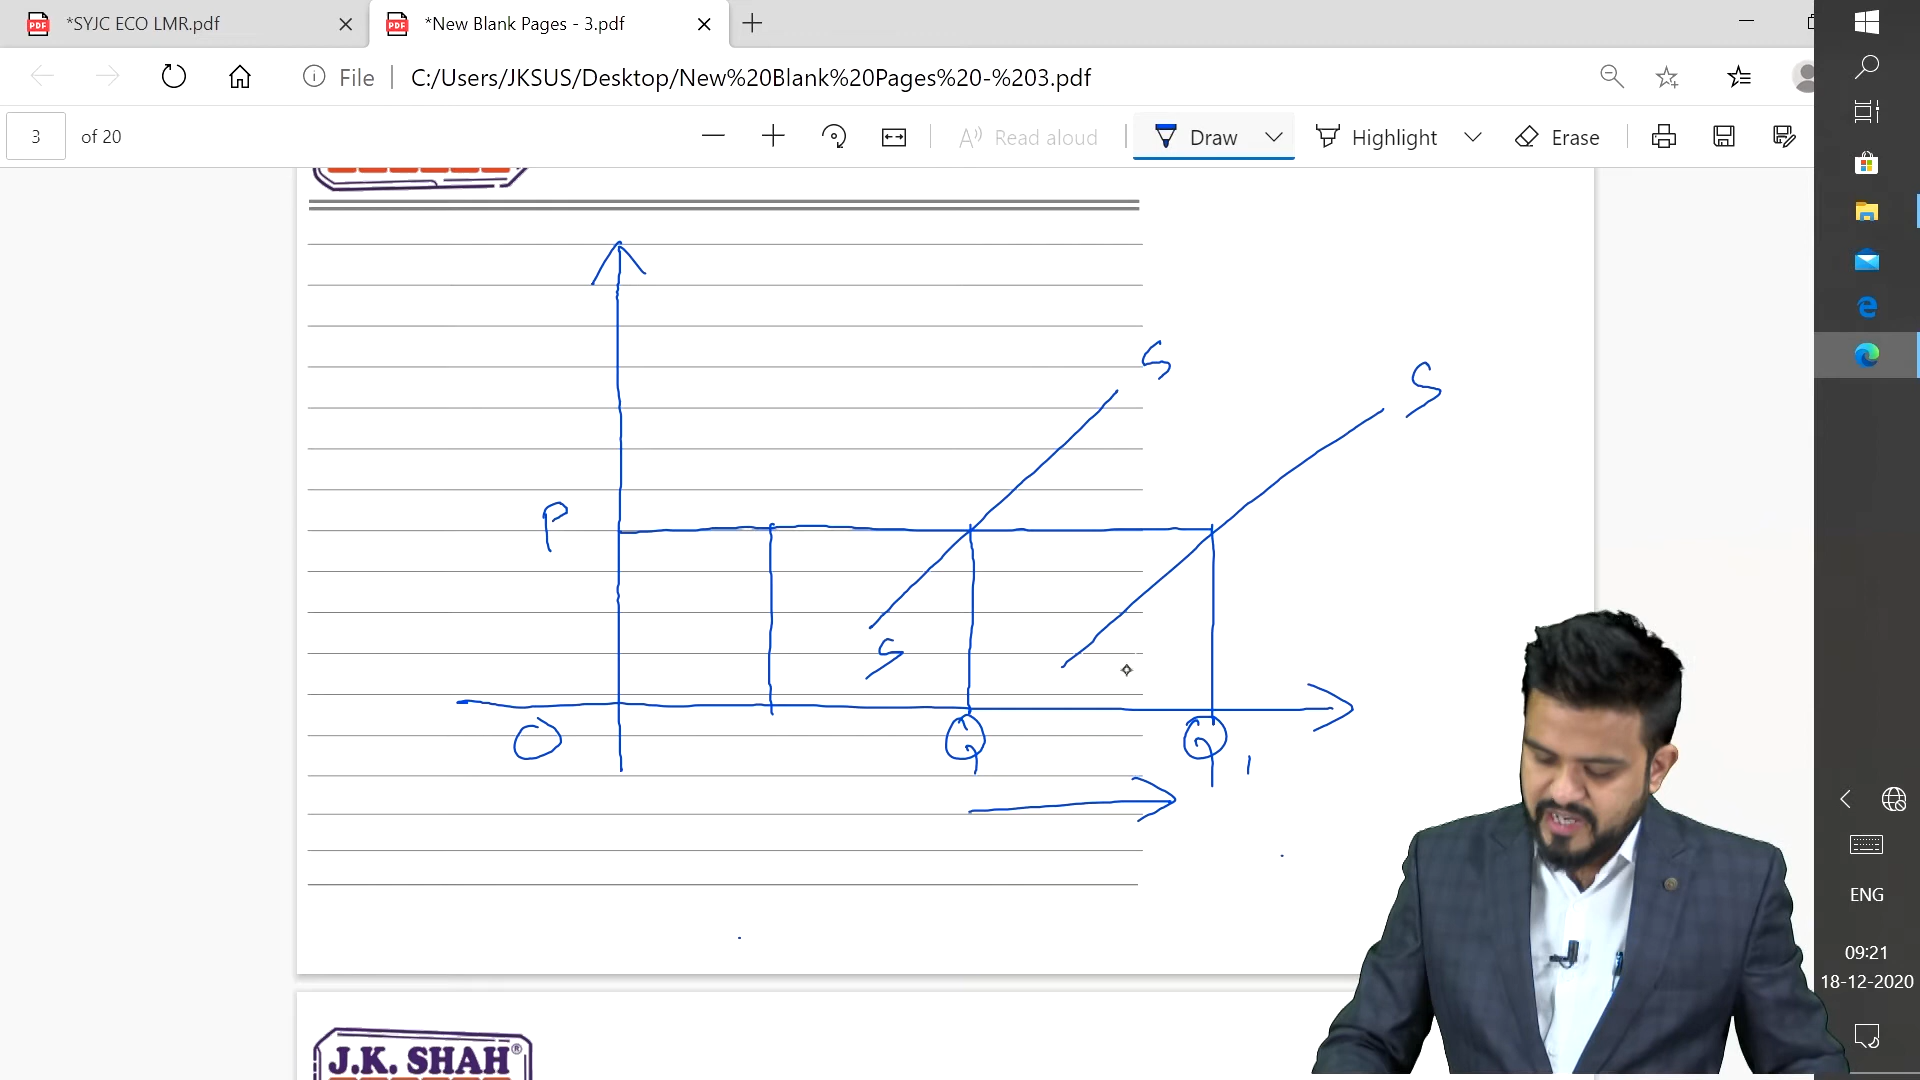 *SYJC ECO LMR.pdf
*New Blank Pages - 3.pdf
File
C:/Users/JKSUS/Desktop/New%20Blank%20Pages%20-%203.pdf
3 of 20
Read aloud
Draw
Highlight
Erase
S
S
P
S
O
Q
Q1
J.K. SHAH®
ENG
09:21
18-12-2020